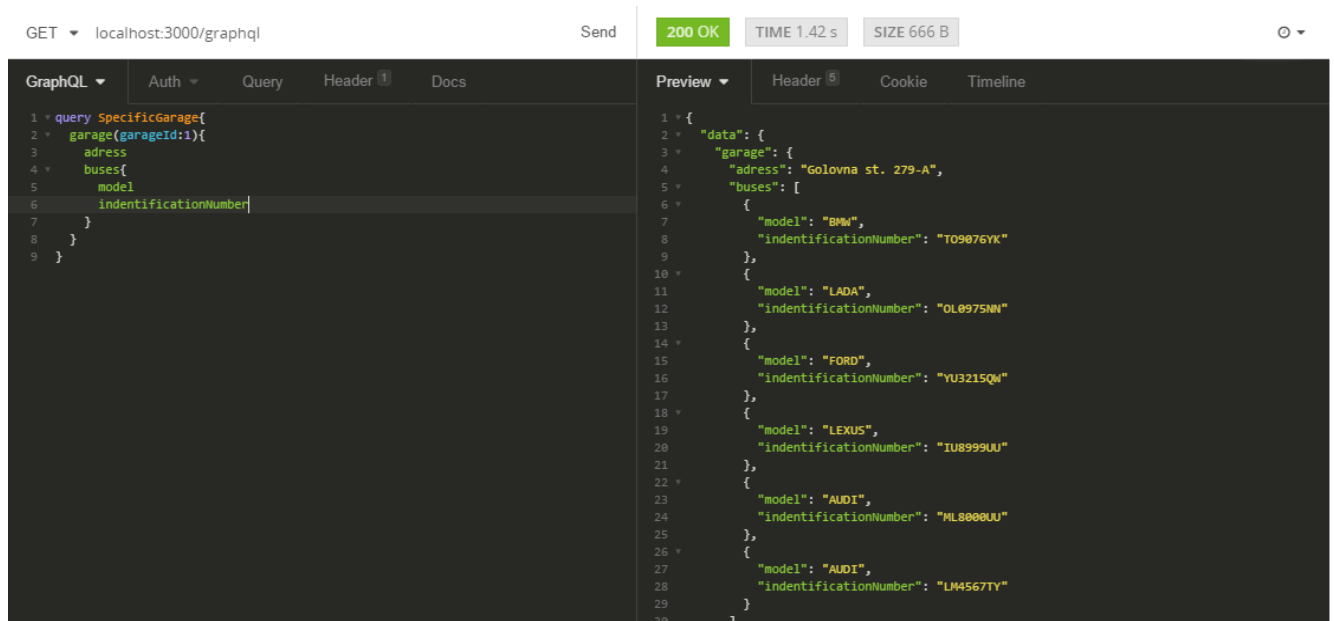 GET localhost:3000/graphql Send
200 OK TIME 1.42 s SIZE 666 B
GraphQL Auth Query Header 1 Docs
1 query SpecificGarage{
2 garage(garageId:1){
3 adress
4 buses{
5 model
6 indentificationNumber
7 }
8 }
9 }
Preview Header 5 Cookie Timeline
1 {
2 "data": {
3 "garage": {
4 "adress": "Golovna st. 279-A",
5 "buses": [
6 {
7 "model": "BMW",
8 "indentificationNumber": "TO9076YK"
9 },
10 {
11 "model": "LADA",
12 "indentificationNumber": "OL0975NN"
13 },
14 {
15 "model": "FORD",
16 "indentificationNumber": "YU3215QW"
17 },
18 {
19 "model": "LEXUS",
20 "indentificationNumber": "IU8999UU"
21 },
22 {
23 "model": "AUDI",
24 "indentificationNumber": "ML8000UU"
25 },
26 {
27 "model": "AUDI",
28 "indentificationNumber": "LM4567TY"
29 }
30 ]